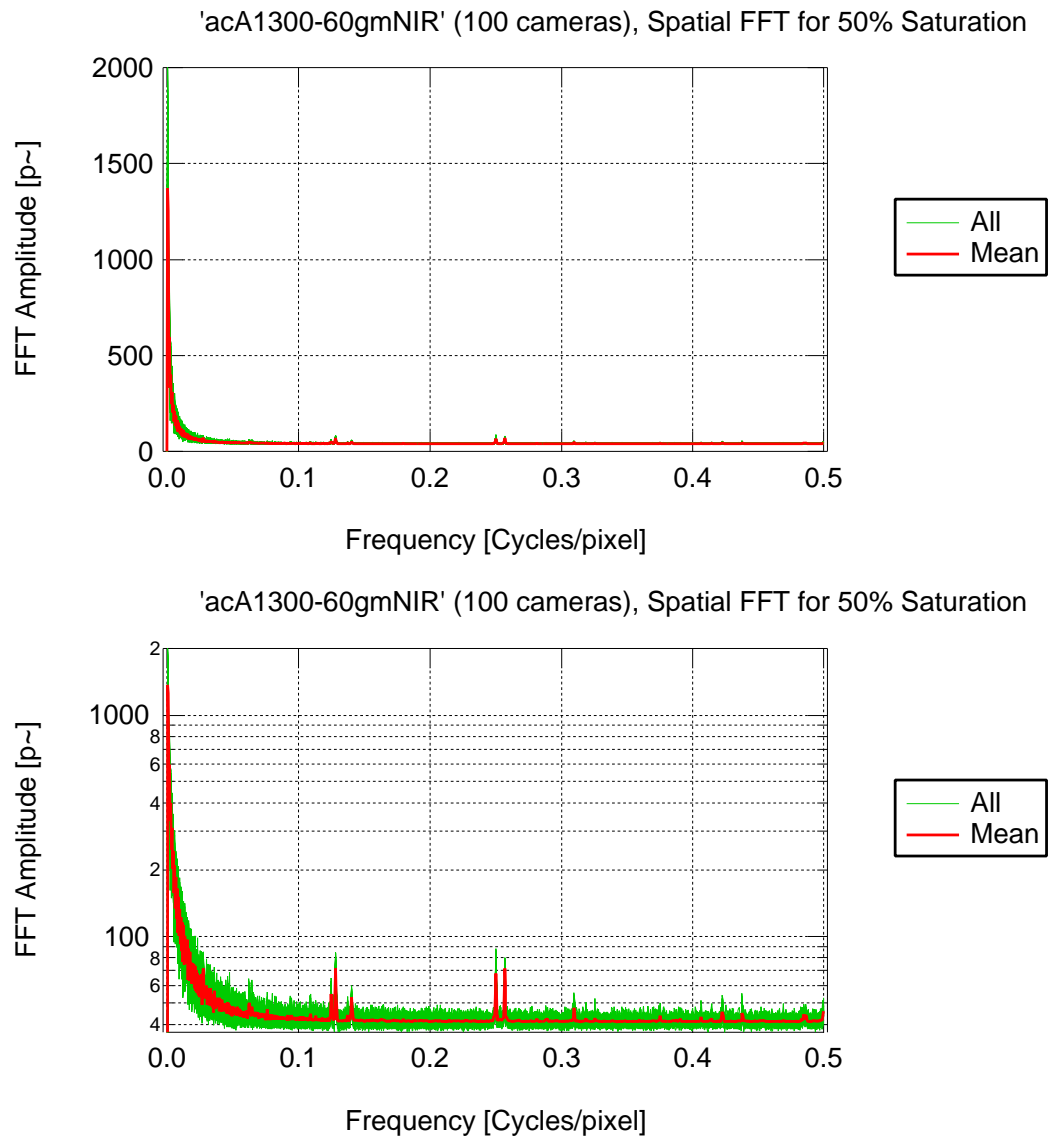 'acA1300-60gmNIR' (100 cameras), Spatial FFT for 50% Saturation
2000
1500
1000
500
0
FFT Amplitude [p~]
0.0 0.1 0.2 0.3 0.4 0.5
Frequency [Cycles/pixel]
All
Mean
'acA1300-60gmNIR' (100 cameras), Spatial FFT for 50% Saturation
2
1000
8
6
4
2
100
8
6
4
FFT Amplitude [p~]
0.0 0.1 0.2 0.3 0.4 0.5
Frequency [Cycles/pixel]
All
Mean